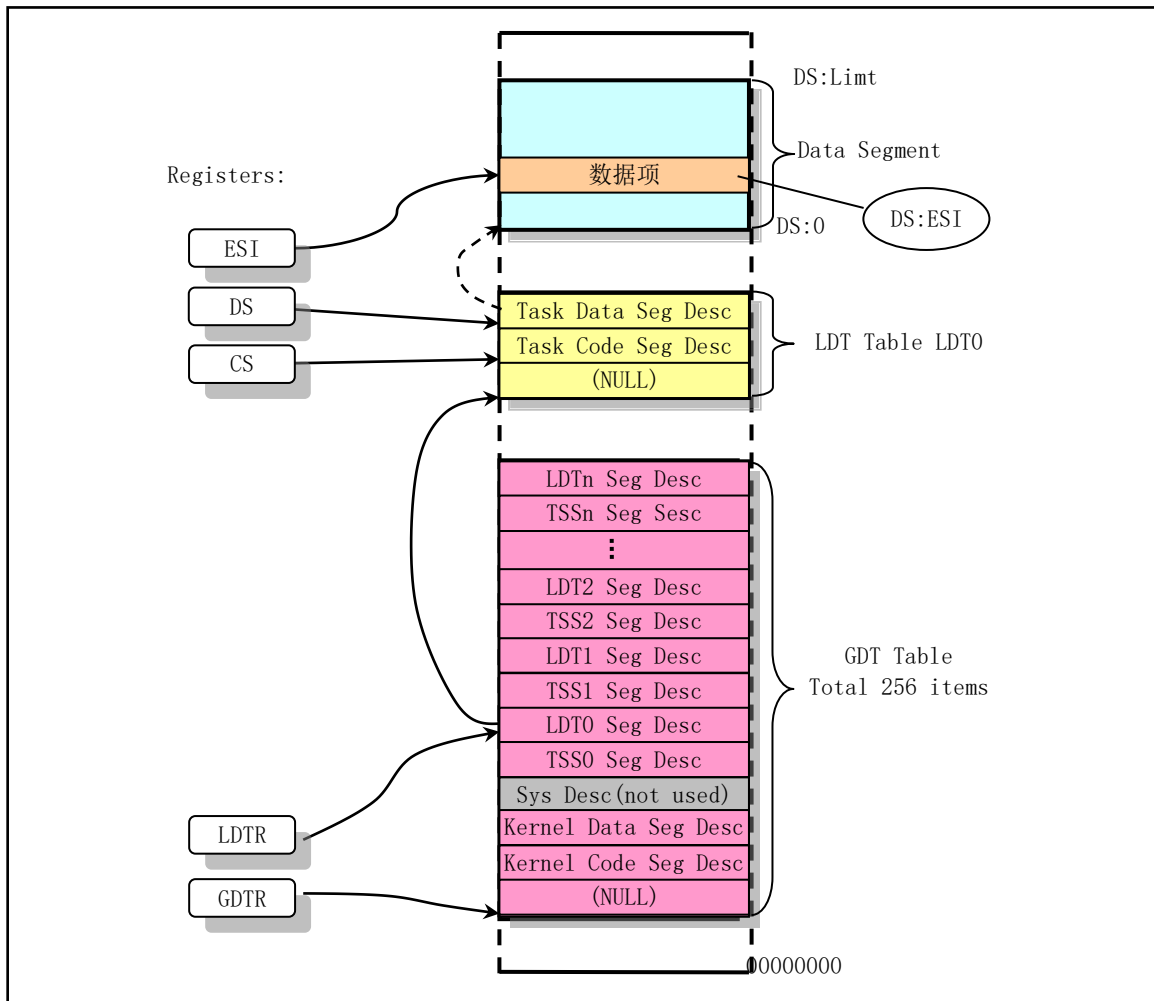 DS:Limt
Data Segment
数据项
Registers:
DS:0
DS:ESI
ESI
DS
Task Data Seg Desc
Task Code Seg Desc
LDT Table LDT0
CS
(NULL)
LDTn Seg Desc
TSSn Seg Sesc
⋮
LDT2 Seg Desc
TSS2 Seg Desc
LDT1 Seg Desc
GDT Table
Total 256 items
TSS1 Seg Desc
LDT0 Seg Desc
TSS0 Seg Desc
Sys Desc(not used)
LDTR
Kernel Data Seg Desc
Kernel Code Seg Desc
GDTR
(NULL)
00000000